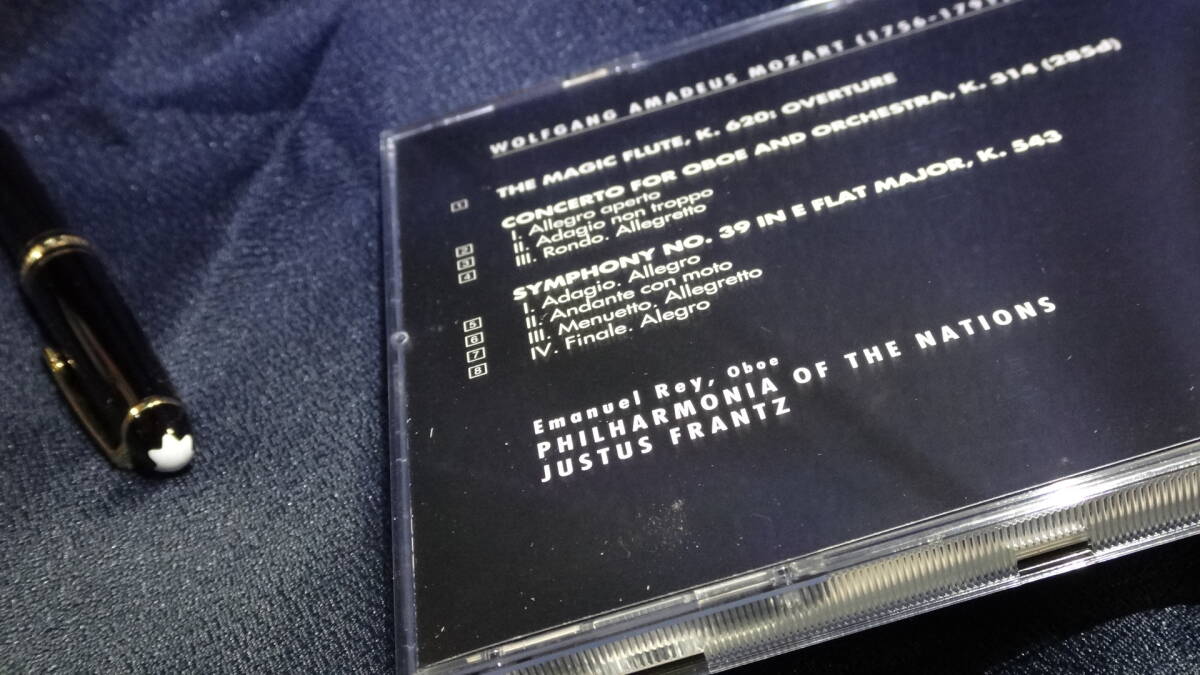 WOLFGANG AMADEUS MOZART (1756-1791)
1 THE MAGIC FLUTE, K. 620: OVERTURE
CONCERTO FOR OBOE AND ORCHESTRA, K. 314 (285d)
2 I. Allegro aperto
3 II. Adagio non troppo
4 III. Rondo. Allegretto
SYMPHONY NO. 39 IN E FLAT MAJOR, K. 543
5 I. Adagio. Allegro
6 II. Andante con moto
7 III. Menuetto. Allegretto
8 IV. Finale. Alegro
Emanuel Rey, Oboe
PHILHARMONIA OF THE NATIONS
JUSTUS FRANTZ